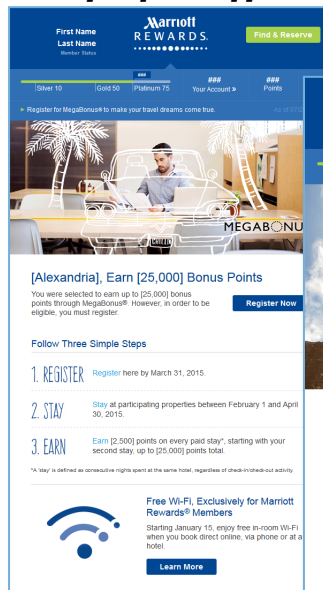 First Name
Last Name
Member Status
Marriott
REWARDS.
Find & Reserve
###
Silver 10
Gold 50
Platinum 75
###
Your Account »
###
Points
► Register for MegaBonus® to make your travel dreams come true.
MEGABONU
[Alexandria], Earn [25,000] Bonus Points
You were selected to earn up to [25,000] bonus
points through MegaBonus®. However, in order to be
eligible, you must register.
Register Now
Follow Three Simple Steps
1. REGISTER
Register here by March 31, 2015.
2. STAY
Stay at participating properties between February 1 and April
30, 2015.
3. EARN
Earn [2,500] points on every paid stay*, starting with your
second stay, up to [25,000] points total.
*A 'stay' is defined as consecutive nights spent at the same hotel, regardless of check-in/check-out activity.
Free Wi-Fi, Exclusively for Marriott
Rewards® Members
Starting January 15, enjoy free in-room Wi-Fi
when you book direct online, via phone or at a
hotel.
Learn More